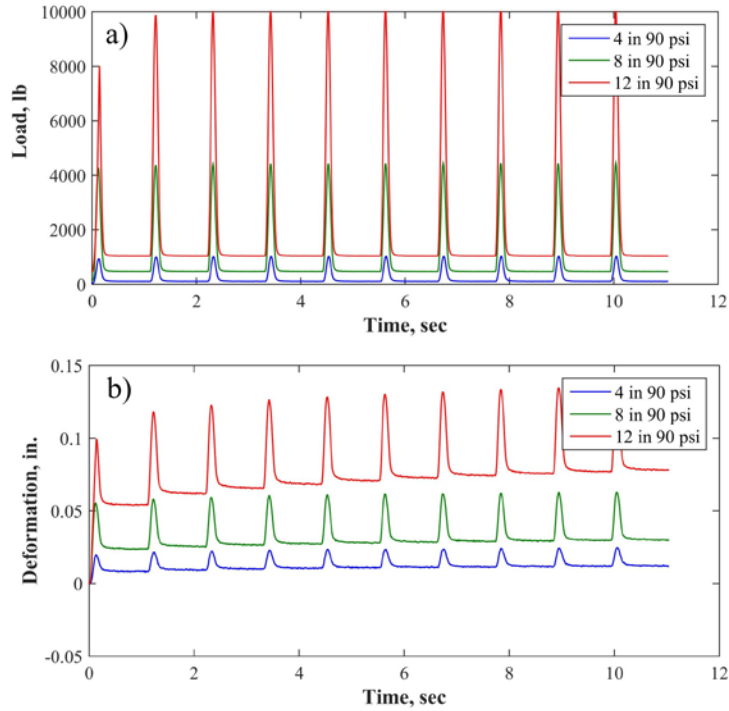 a)
10000
8000
6000
4000
2000
0
Load, lb
4 in 90 psi
8 in 90 psi
12 in 90 psi
0 2 4 6 8 10 12
Time, sec
b)
0.15
0.1
0.05
0
-0.05
Deformation, in.
4 in 90 psi
8 in 90 psi
12 in 90 psi
0 2 4 6 8 10 12
Time, sec